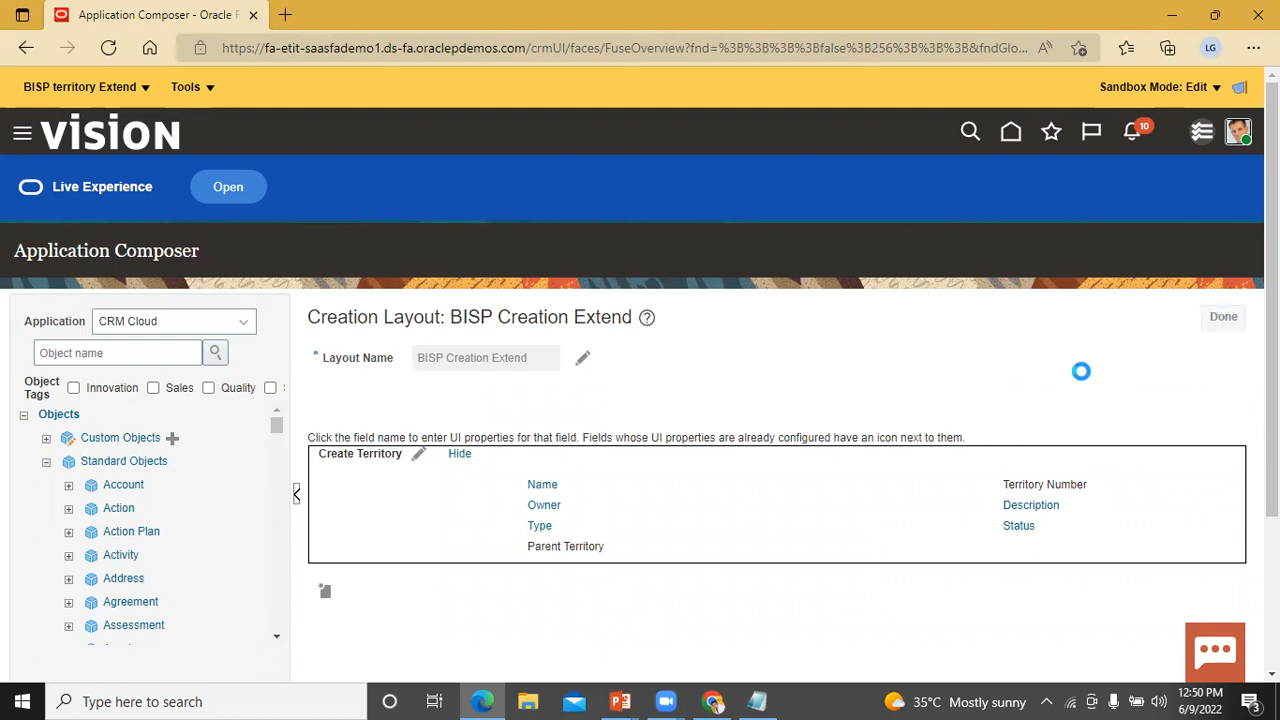 Application Composer - Oracle F
https://fa-etit-saasfademo1.ds-fa.oraclepdemos.com/crmUI/faces/FuseOverview?fnd=%3B%3B%3B%3Bfalse%3B256%3B%3B%3B&fndGlo...
LG
BISP territory Extend
Tools
Sandbox Mode: Edit
VISION
10
Live Experience
Open
Application Composer
Application
CRM Cloud
Object name
Object Tags
Innovation
Sales
Quality
Objects
Custom Objects
Standard Objects
Account
Action
Action Plan
Activity
Address
Agreement
Assessment
Creation Layout: BISP Creation Extend
Done
* Layout Name
BISP Creation Extend
Click the field name to enter UI properties for that field. Fields whose UI properties are already configured have an icon next to them.
Create Territory
Hide
Name
Territory Number
Owner
Description
Type
Status
Parent Territory
Type here to search
35°C Mostly sunny
12:50 PM
6/9/2022
3